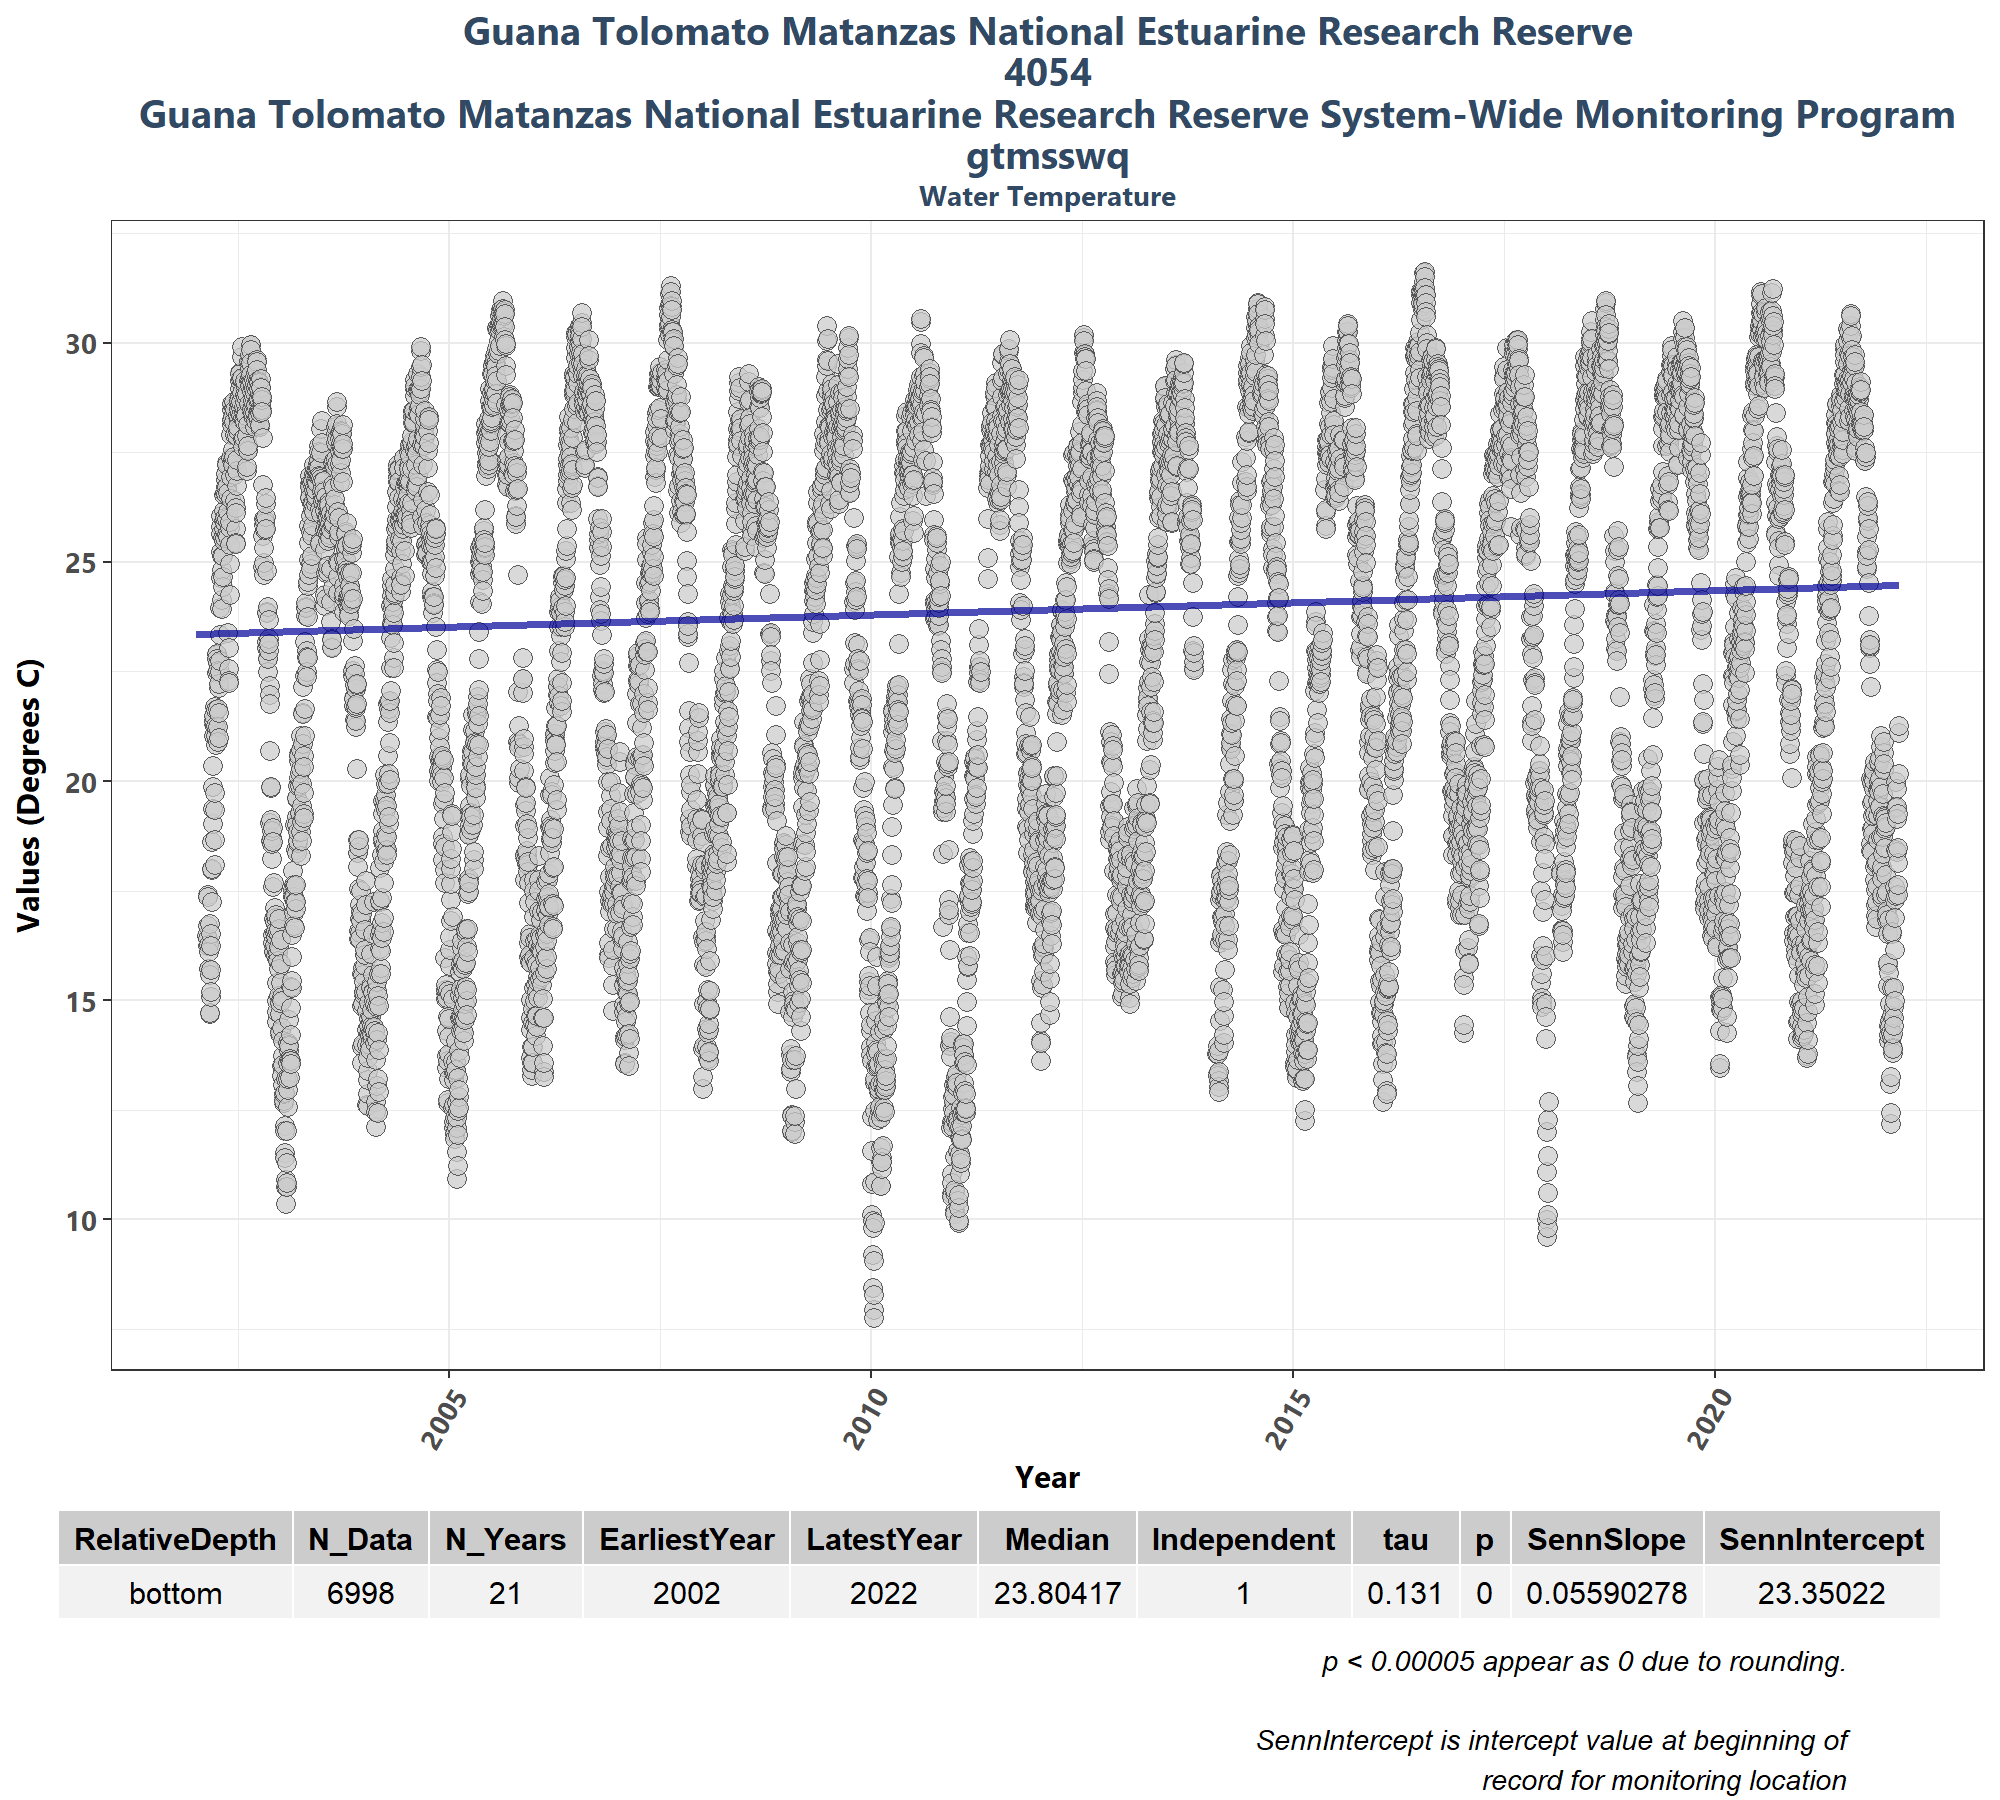 Guana Tolomato Matanzas National Estuarine Research Reserve
4054
Guana Tolomato Matanzas National Estuarine Research Reserve System-Wide Monitoring Program
gtmsswq
Water Temperature
Values (Degrees C)
30
25
20
15
10
2005 2010 2015 2020
Year
RelativeDepth N_Data N_Years EarliestYear LatestYear Median Independent tau p SennSlope SennIntercept
bottom 6998 21 2002 2022 23.80417 1 0.131 0 0.05590278 23.35022
p < 0.00005 appear as 0 due to rounding.
SennIntercept is intercept value at beginning of
record for monitoring location